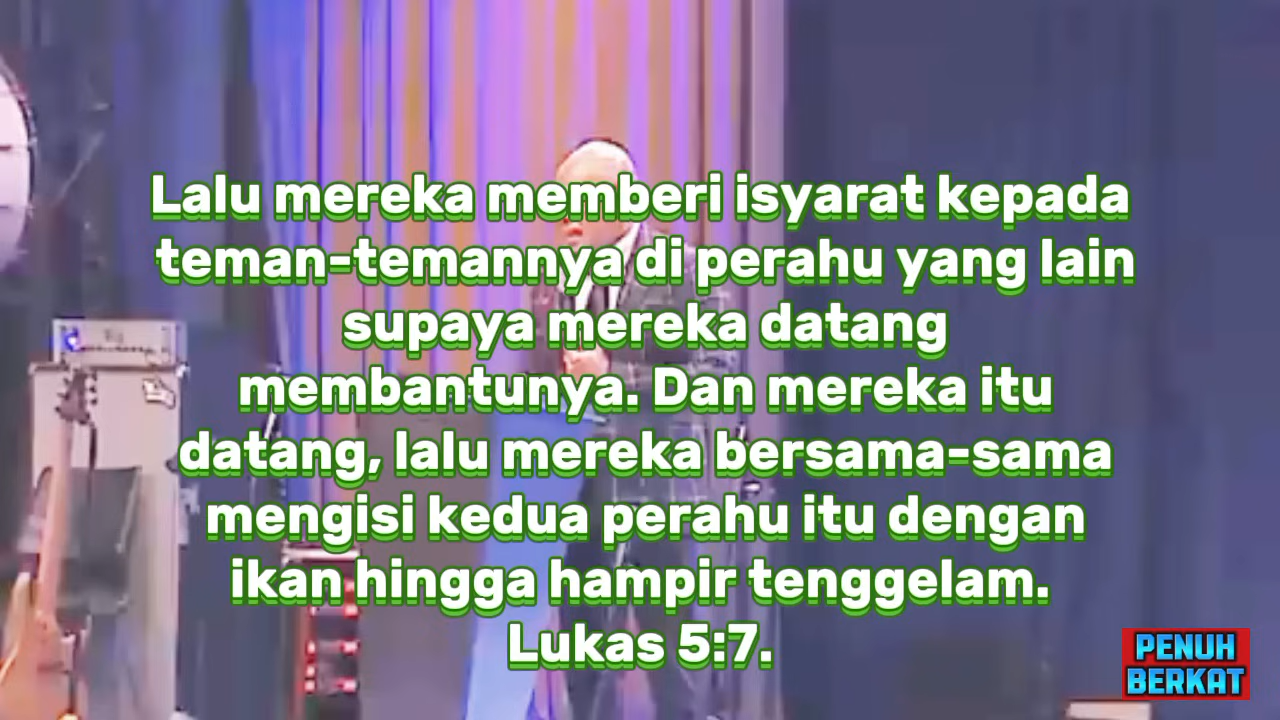 Lalu mereka memberi isyarat kepada
teman-temannya di perahu yang lain
supaya mereka datang
membantunya. Dan mereka itu
datang, lalu mereka bersama-sama
mengisi kedua perahu itu dengan
ikan hingga hampir tenggelam.
Lukas 5:7.
PENUH
BERKAT